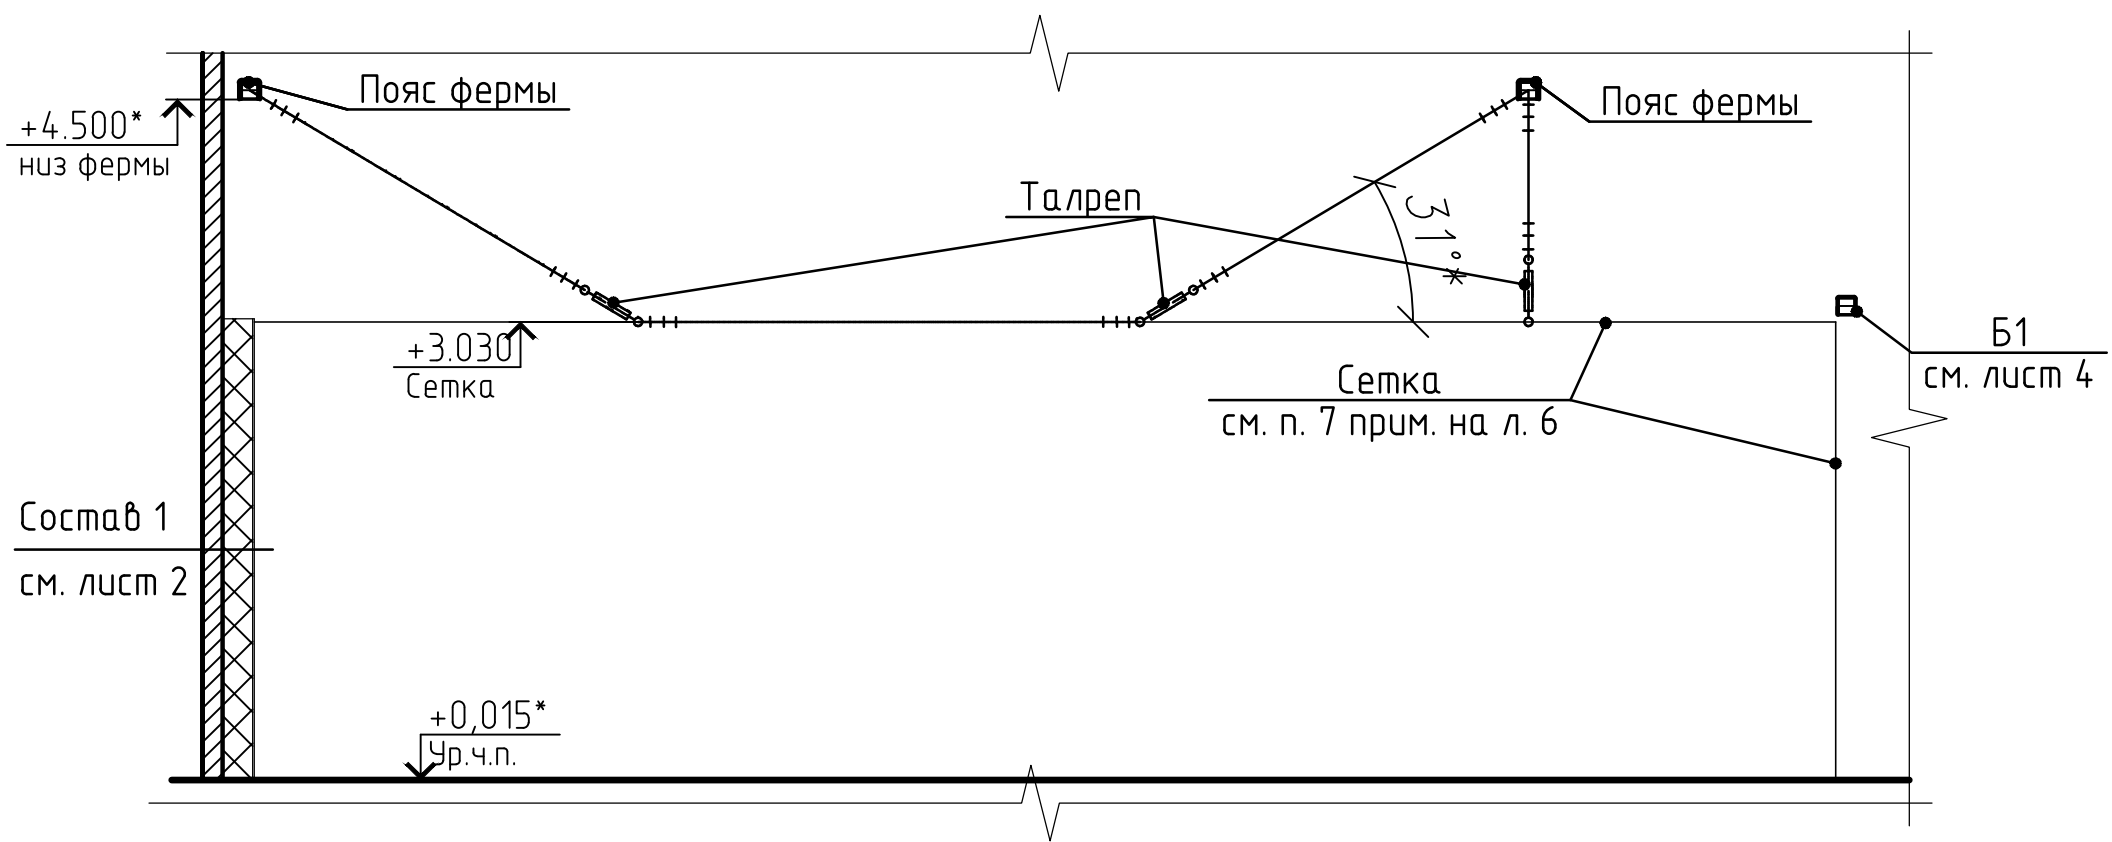 Пояс фермы
Пояс фермы
+4.500*
низ фермы
Талреп
31°*
+3.030
Сетка
Б1
см. лист 4
Сетка
см. п. 7 прим. на л. 6
Состав 1
см. лист 2
+0,015*
Ур.ч.п.